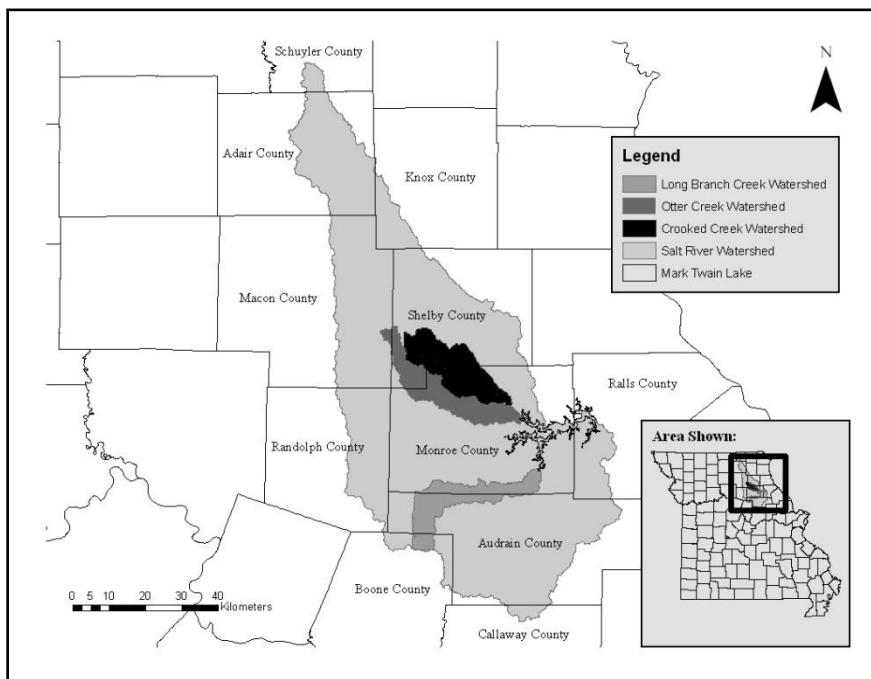 Schuyler County
N
Adair County
Knox County
Legend
Long Branch Creek Watershed
Otter Creek Watershed
Crooked Creek Watershed
Salt River Watershed
Mark Twain Lake
Macon County
Shelby County
Ralls County
Randolph County
Monroe County
Area Shown:
Audrain County
Boone County
0 5 10 20 30 40
Kilometers
Callaway County